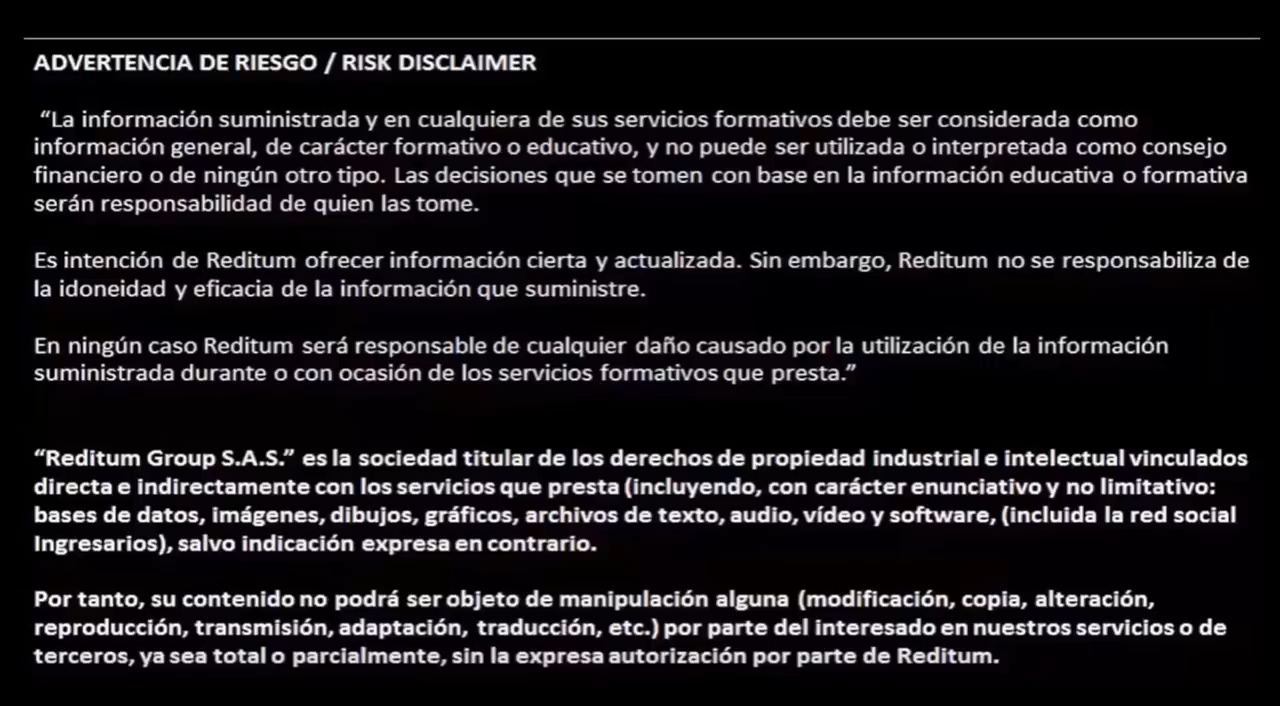 ADVERTENCIA DE RIESGO / RISK DISCLAIMER
“La información suministrada y en cualquiera de sus servicios formativos debe ser considerada como
información general, de carácter formativo o educativo, y no puede ser utilizada o interpretada como consejo
financiero o de ningún otro tipo. Las decisiones que se tomen con base en la información educativa o formativa
serán responsabilidad de quien las tome.
Es intención de Reditum ofrecer información cierta y actualizada. Sin embargo, Reditum no se responsabiliza de
la idoneidad y eficacia de la información que suministre.
En ningún caso Reditum será responsable de cualquier daño causado por la utilización de la información
suministrada durante o con ocasión de los servicios formativos que presta.”
“Reditum Group S.A.S.” es la sociedad titular de los derechos de propiedad industrial e intelectual vinculados
directa e indirectamente con los servicios que presta (incluyendo, con carácter enunciativo y no limitativo:
bases de datos, imágenes, dibujos, gráficos, archivos de texto, audio, vídeo y software, (incluida la red social
Ingresarios), salvo indicación expresa en contrario.
Por tanto, su contenido no podrá ser objeto de manipulación alguna (modificación, copia, alteración,
reproducción, transmisión, adaptación, traducción, etc.) por parte del interesado en nuestros servicios o de
terceros, ya sea total o parcialmente, sin la expresa autorización por parte de Reditum.